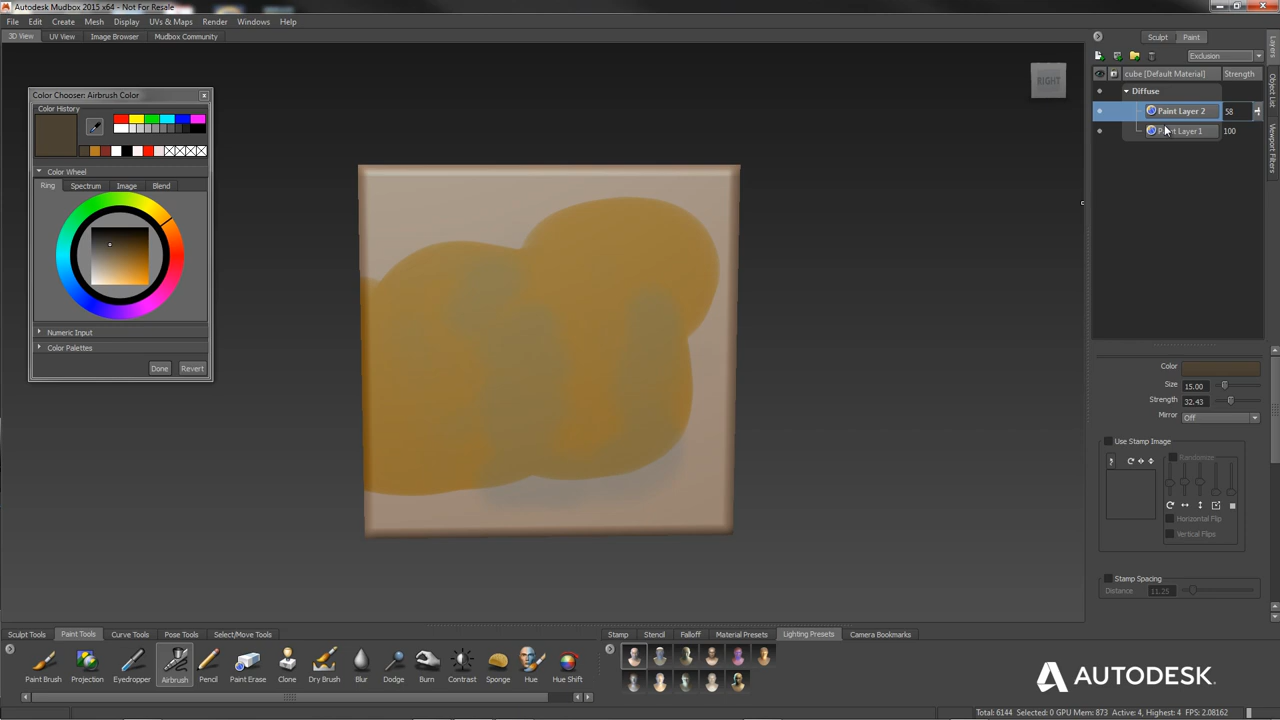 Autodesk Mudbox 2015 x64 - Not For Resale
File Edit Create Mesh Display UVs & Maps Render Windows Help
3D View UV View Image Browser Mudbox Community
Sculpt Paint
Exclusion
cube [Default Material] Strength
Diffuse
Paint Layer 2 58
Paint Layer 1 100
Layers
Object List
Viewport Filters
RIGHT
Color Chooser: Airbrush Color
Color History
Color Wheel
Ring Spectrum Image Blend
Numeric Input
Color Palettes
Done Revert
Color
Size 15.00
Strength 32.43
Mirror Off
Use Stamp Image
Randomize
Horizontal Flip
Vertical Flips
Stamp Spacing
Distance 11.25
Sculpt Tools Paint Tools Curve Tools Pose Tools Select/Move Tools
Paint Brush Projection Eyedropper Airbrush Pencil Paint Erase Clone Dry Brush Blur Dodge Burn Contrast Sponge Hue Hue Shift
Stamp Stencil Falloff Material Presets Lighting Presets Camera Bookmarks
AUTODESK.
Total: 6144 Selected: 0 GPU Mem: 873 Active: 4, Highest: 4 FPS: 2.08162